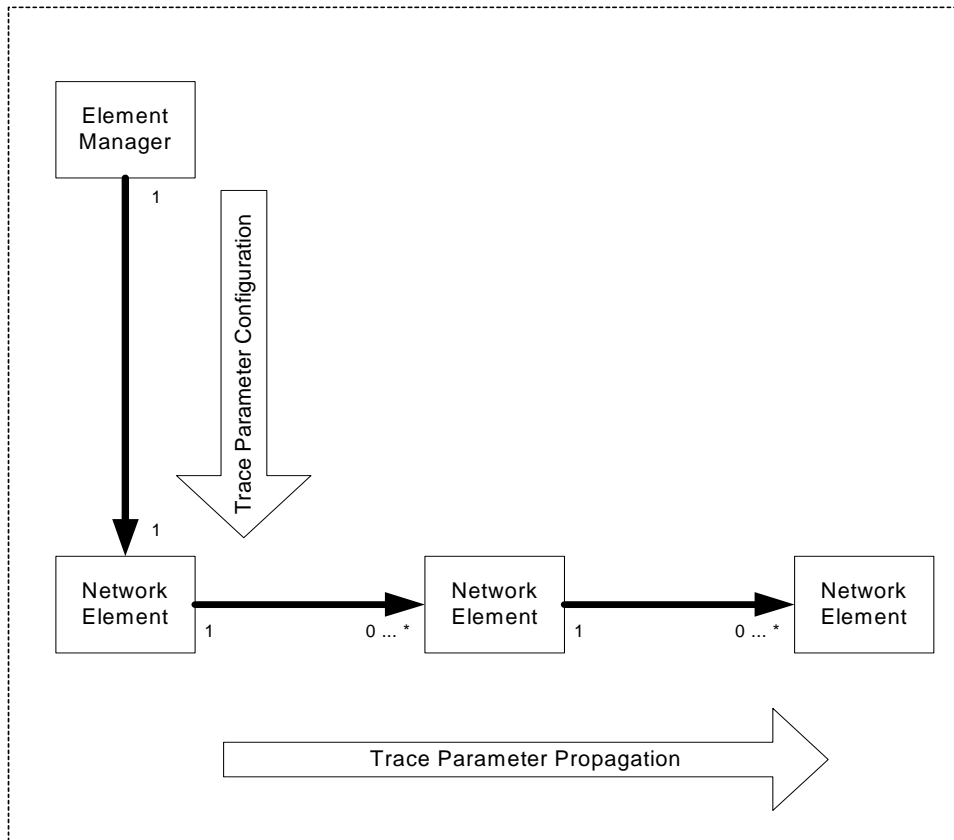 Element
Manager
1
Trace Parameter Configuration
1
Network
Element
Network
Element
Network
Element
1
0 ... *
1
0 ... *
Trace Parameter Propagation